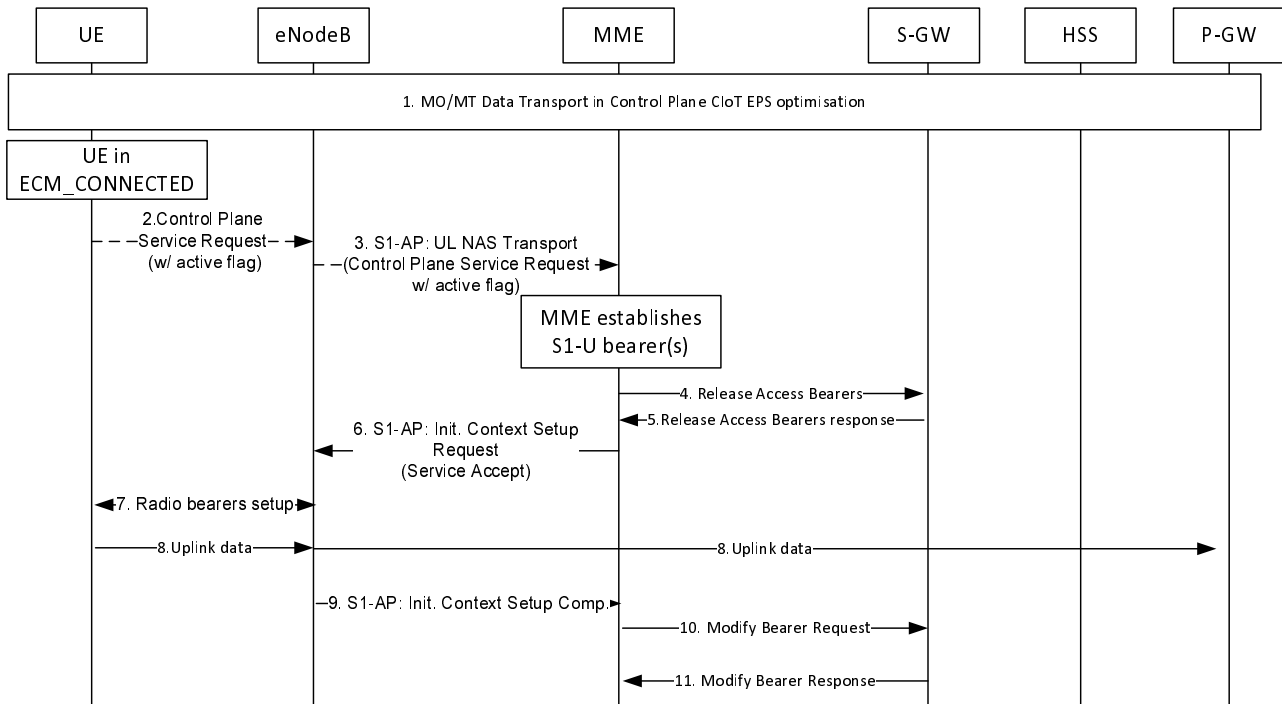 UE
eNodeB
MME
S-GW
HSS
P-GW
1. MO/MT Data Transport in Control Plane CIoT EPS optimisation
UE in
ECM_CONNECTED
2.Control Plane
Service Request
(w/ active flag)
3. S1-AP: UL NAS Transport
(Control Plane Service Request
w/ active flag)
MME establishes
S1-U bearer(s)
4. Release Access Bearers
5.Release Access Bearers response
6. S1-AP: Init. Context Setup
Request
(Service Accept)
7. Radio bearers setup
8.Uplink data
8.Uplink data
9. S1-AP: Init. Context Setup Comp.
10. Modify Bearer Request
11. Modify Bearer Response